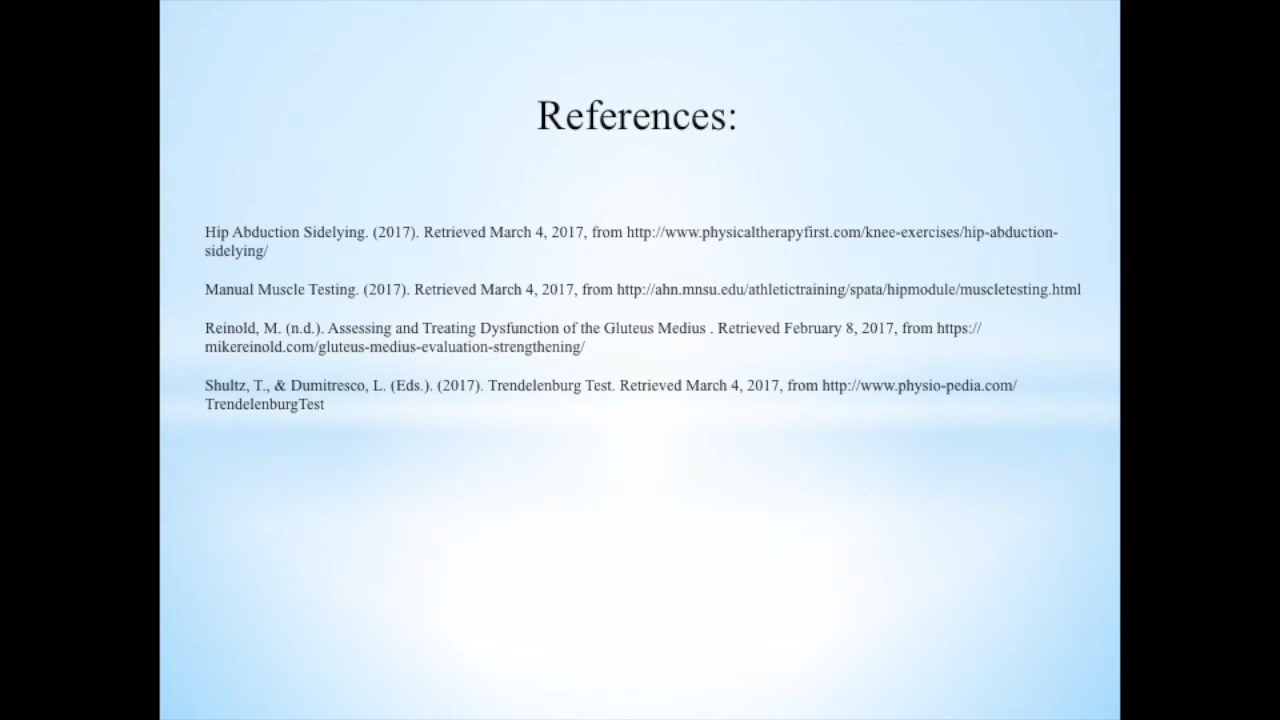 References:
Hip Abduction Sidelying. (2017). Retrieved March 4, 2017, from http://www.physicaltherapyfirst.com/knee-exercises/hip-abduction-
sidelying/
Manual Muscle Testing. (2017). Retrieved March 4, 2017, from http://ahn.mnsu.edu/athletictraining/spata/hipmodule/muscletesting.html
Reinold, M. (n.d.). Assessing and Treating Dysfunction of the Gluteus Medius . Retrieved February 8, 2017, from https://
mikereinold.com/gluteus-medius-evaluation-strengthening/
Shultz, T., & Dumitresco, L. (Eds.). (2017). Trendelenburg Test. Retrieved March 4, 2017, from http://www.physio-pedia.com/
TrendelenburgTest